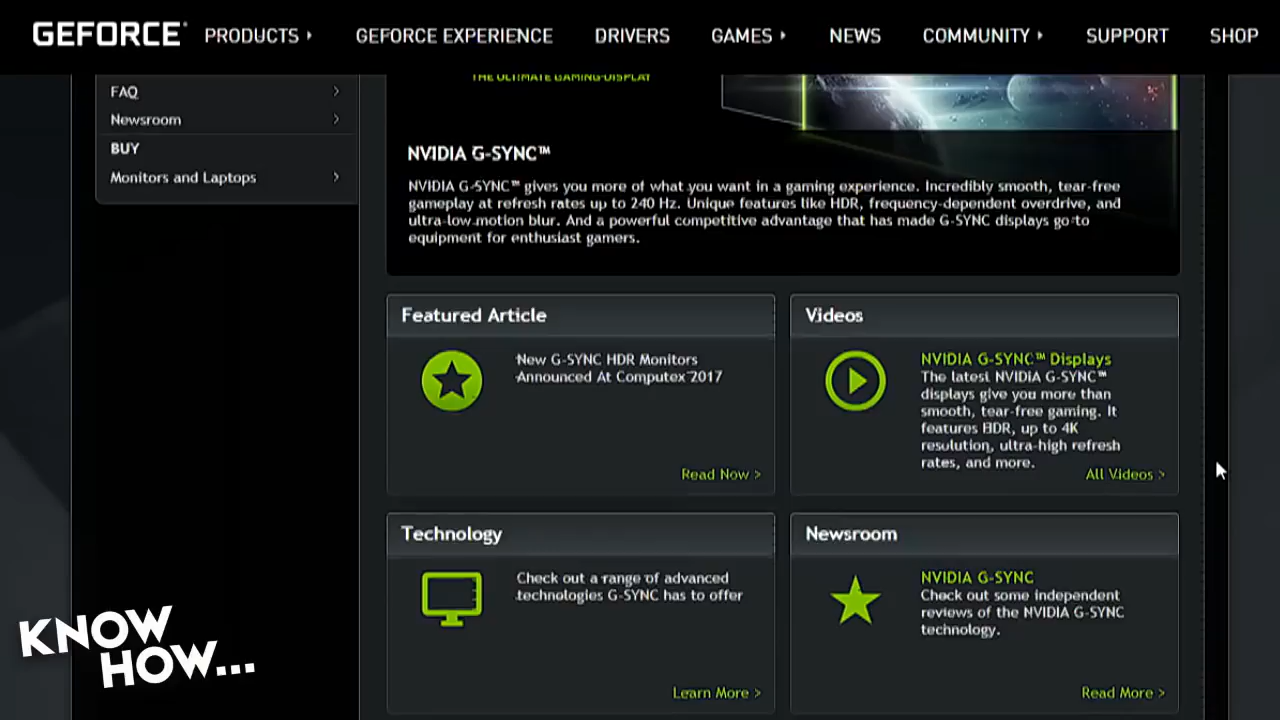 GEFORCE PRODUCTS GEFORCE EXPERIENCE DRIVERS GAMES NEWS COMMUNITY SUPPORT SHOP
FAQ
Newsroom
BUY
Monitors and Laptops
THE ULTIMATE GAMING DISPLAY
NVIDIA G-SYNC™
NVIDIA G-SYNC™ gives you more of what you want in a gaming experience. Incredibly smooth, tear-free
gameplay at refresh rates up to 240 Hz. Unique features like HDR, frequency-dependent overdrive, and
ultra-low motion blur. And a powerful competitive advantage that has made G-SYNC displays go to
equipment for enthusiast gamers.
Featured Article
New G-SYNC HDR Monitors
Announced At Computex 2017
Read Now >
Videos
NVIDIA G-SYNC™ Displays
The latest NVIDIA G-SYNC™
displays give you more than
smooth, tear-free gaming. It
features HDR, up to 4K
resolution, ultra-high refresh
rates, and more.
All Videos >
Technology
Check out a range of advanced
technologies G-SYNC has to offer
Learn More >
Newsroom
NVIDIA G-SYNC
Check out some independent
reviews of the NVIDIA G-SYNC
technology.
Read More >
KNOW
HOW...